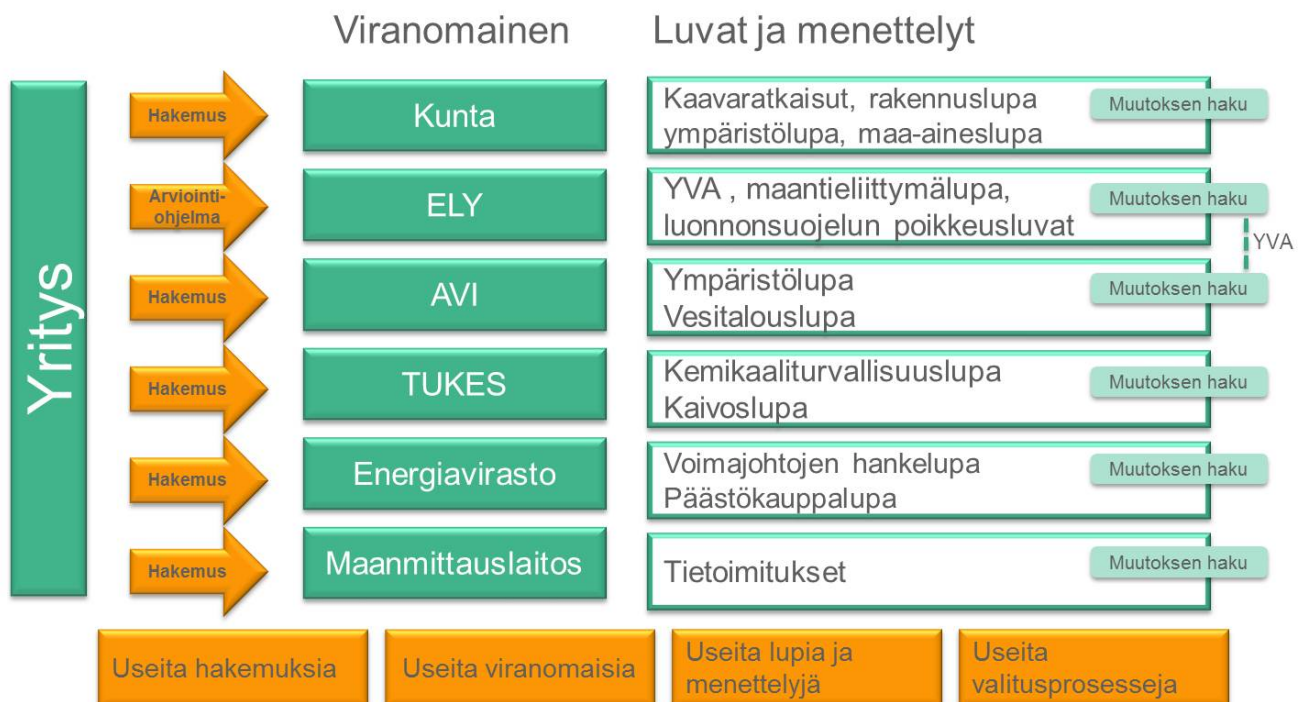 Viranomainen
Luvat ja menettelyt
Yritys
Hakemus
Kunta
Kaavaratkaisut, rakennuslupa
ympäristölupa, maa-aineslupa
Muutoksen haku
Arviointi-
ohjelma
ELY
YVA , maantieliittymälupa,
luonnonsuojelun poikkeusluvat
Muutoksen haku
YVA
Hakemus
AVI
Ympäristölupa
Vesitalouslupa
Muutoksen haku
Hakemus
TUKES
Kemikaaliturvallisuuslupa
Kaivoslupa
Muutoksen haku
Hakemus
Energiavirasto
Voimajohtojen hankelupa
Päästökauppalupa
Muutoksen haku
Hakemus
Maanmittauslaitos
Tietoimitukset
Muutoksen haku
Useita hakemuksia
Useita viranomaisia
Useita lupia ja
menettelyjä
Useita
valitusprosesseja